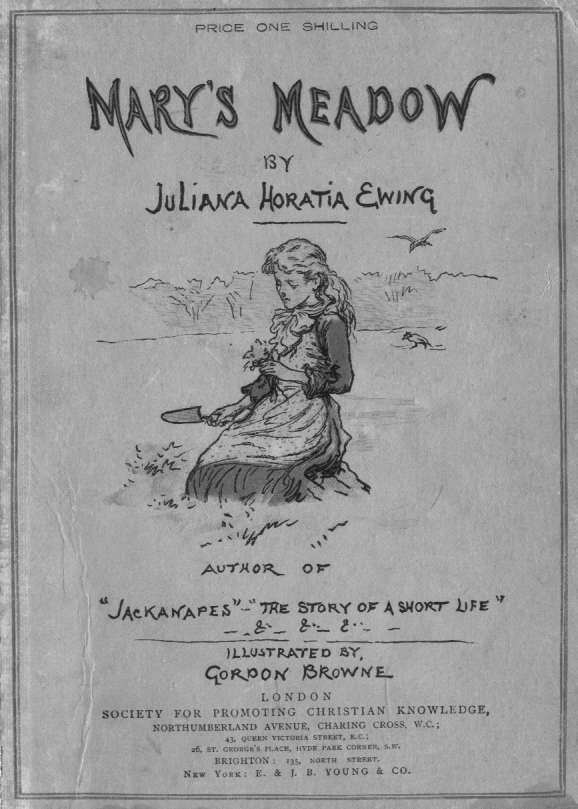 PRICE ONE SHILLING
MARY'S MEADOW
BY
JULIANA HORATIA EWING
AUTHOR OF
"JACKANAPES"-"THE STORY OF A SHORT LIFE"
— &c — &c — &c —
ILLUSTRATED BY,
GORDON BROWNE
LONDON
SOCIETY FOR PROMOTING CHRISTIAN KNOWLEDGE,
NORTHUMBERLAND AVENUE, CHARING CROSS, W.C.;
43, QUEEN VICTORIA STREET, E.C.;
26, ST. GEORGE'S PLACE, HYDE PARK CORNER, S.W.
BRIGHTON: 135, NORTH STREET.
NEW YORK: E. & J. B. YOUNG & CO.